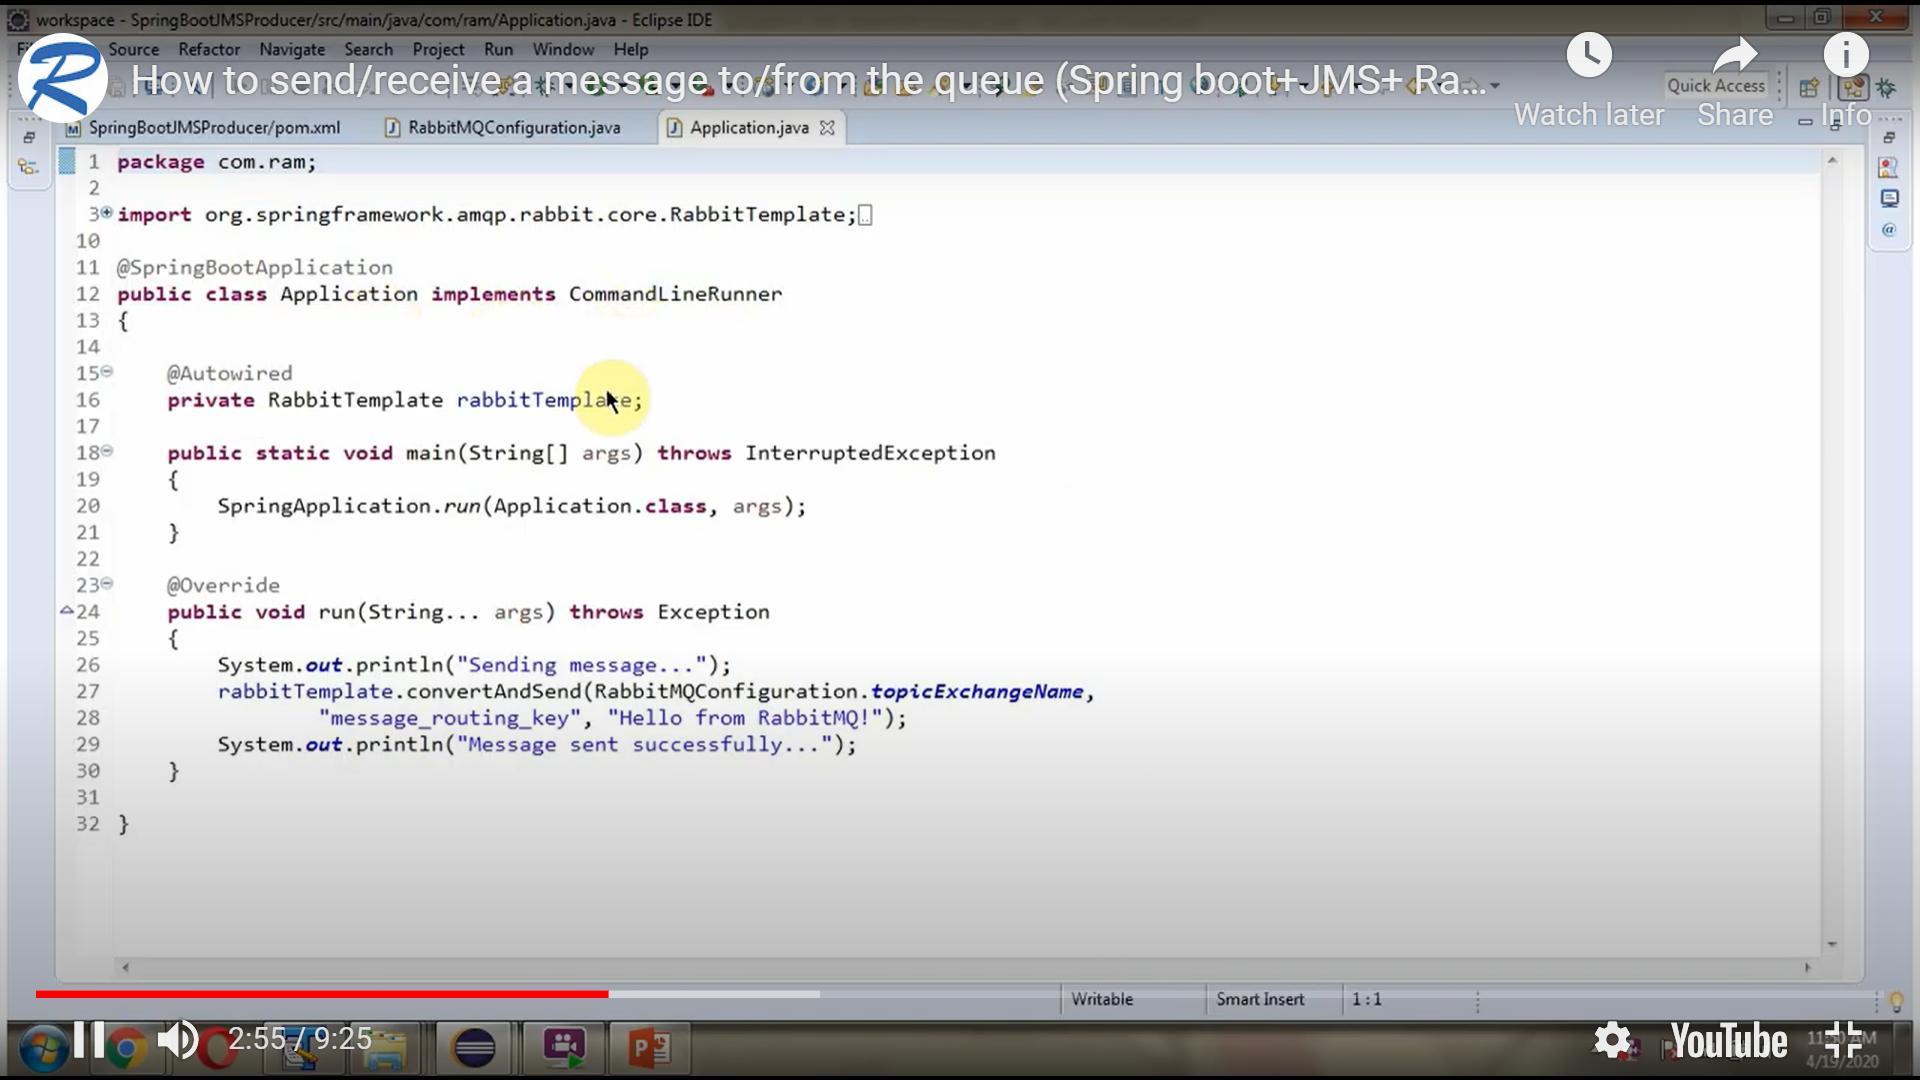 workspace - SpringBootJMSProducer/src/main/java/com/ram/Application.java - Eclipse IDE
Source Refactor Navigate Search Project Run Window Help
R
How to send/receive a message to/from the queue (Spring boot+JMS+ Ra...
Watch later Share Info
Quick Access
SpringBootJMSProducer/pom.xml RabbitMQConfiguration.java Application.java
1 package com.ram;
2
3 import org.springframework.amqp.rabbit.core.RabbitTemplate;
10
11 @SpringBootApplication
12 public class Application implements CommandLineRunner
13 {
14
15 @Autowired
16 private RabbitTemplate rabbitTemplate;
17
18 public static void main(String[] args) throws InterruptedException
19 {
20 SpringApplication.run(Application.class, args);
21 }
22
23 @Override
24 public void run(String... args) throws Exception
25 {
26 System.out.println("Sending message...");
27 rabbitTemplate.convertAndSend(RabbitMQConfiguration.topicExchangeName,
28 "message_routing_key", "Hello from RabbitMQ!");
29 System.out.println("Message sent successfully...");
30 }
31
32 }
Writable Smart Insert 1 : 1
2:55 / 9:25
YouTube
4/19/2020